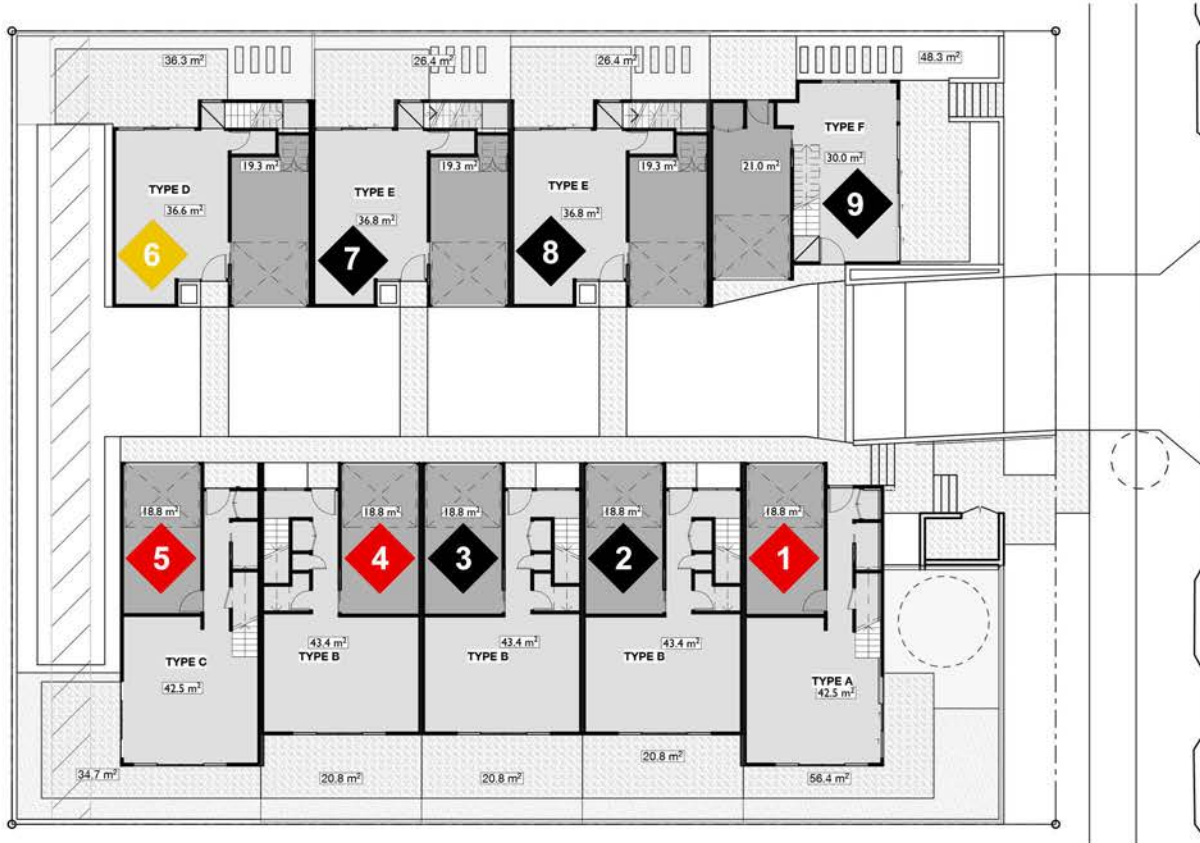 36.3 m²
26.4 m²
26.4 m²
48.3 m²
TYPE F
30.0 m²
9
19.3 m²
19.3 m²
19.3 m²
21.0 m²
TYPE D
36.6 m²
6
TYPE E
36.8 m²
7
TYPE E
36.8 m²
8
18.8 m²
18.8 m²
18.8 m²
18.8 m²
18.8 m²
5
4
3
2
1
TYPE C
42.5 m²
43.4 m²
TYPE B
43.4 m²
TYPE B
43.4 m²
TYPE B
TYPE A
42.5 m²
34.7 m²
20.8 m²
20.8 m²
20.8 m²
56.4 m²